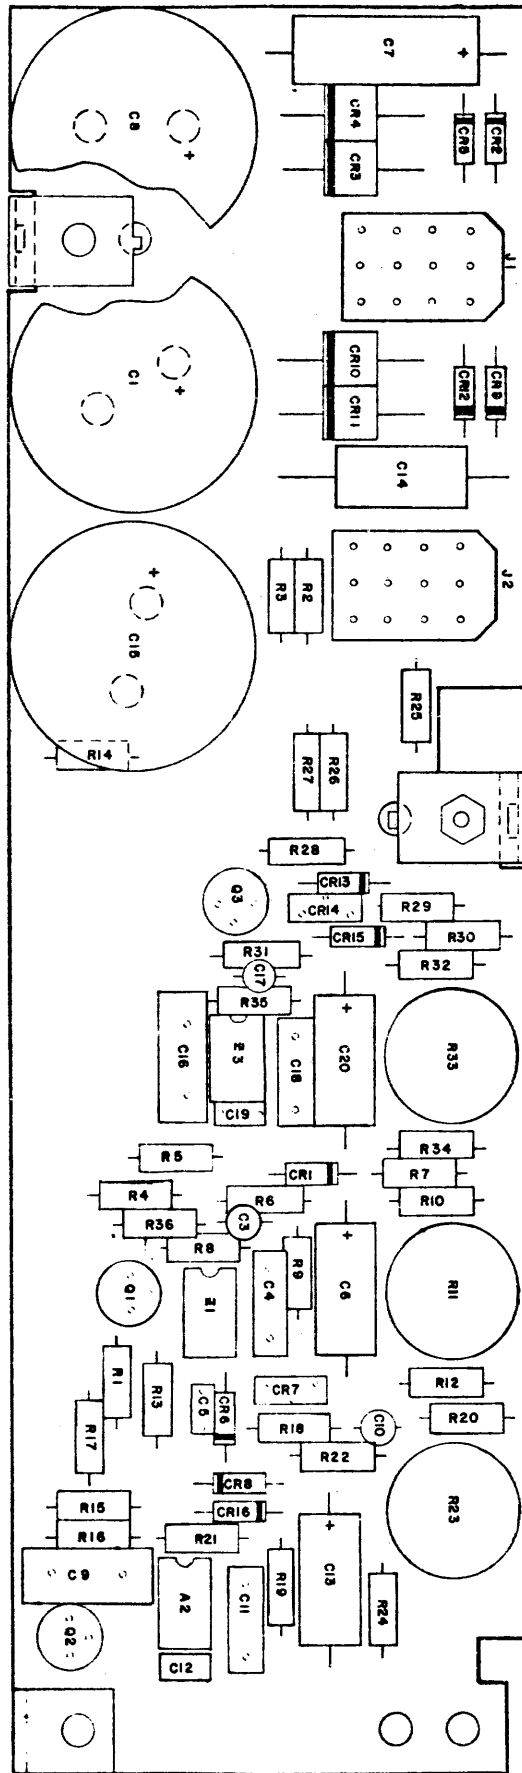 C7
+
C8
+
CR4
CR3
CR5
CR2
J1
CR10
CR11
CR12
CR9
C1
+
C14
J2
R3
R2
+
C15
R25
R14
R27
R26
R28
CR13
Q3
CR14
R29
CR15
R30
R31
R32
C17
R35
+
C16
C18
C20
R33
C19
R34
R5
CR1
R7
R4
R6
R10
R36
C3
+
R8
R9
Q1
C4
C6
R11
R1
R13
CR7
R12
C5
CR6
R20
R17
R18
C10
R22
CR8
R23
R15
CR16
+
R16
R21
C9
A2
C11
R19
C13
R24
Q2
C12